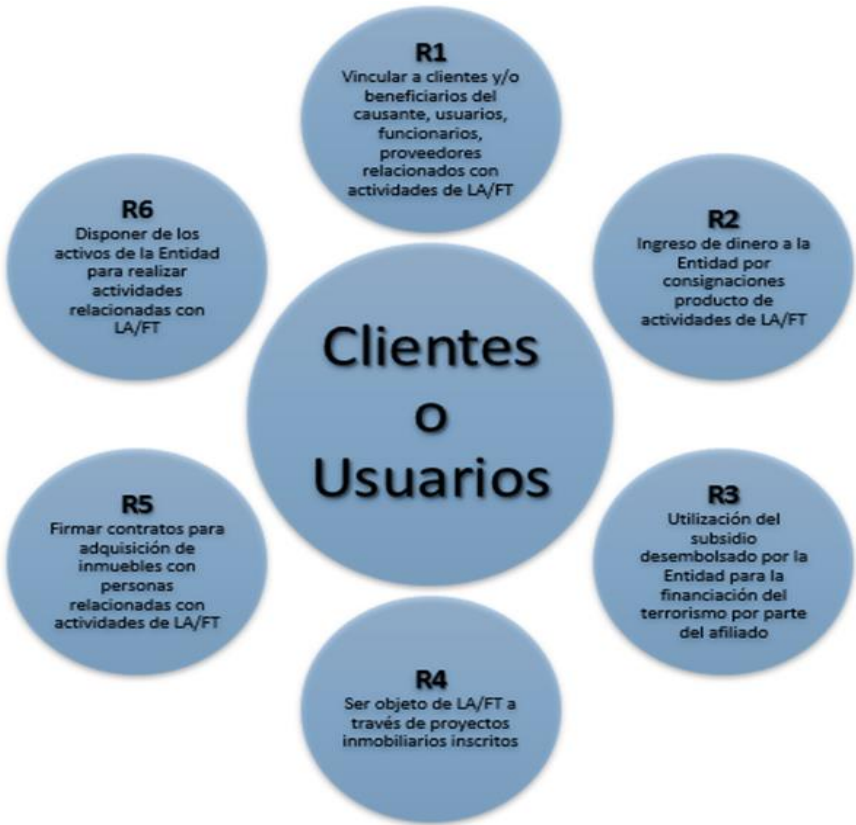 R1
Vincular a clientes y/o
beneficiarios del
causante, usuarios,
funcionarios,
proveedores
relacionados con
actividades de LA/FT
R2
Ingreso de dinero a la
Entidad por
consignaciones
producto de
actividades de LA/FT
R3
Utilización del
subsidio
desembolsado por la
Entidad para la
financiación del
terrorismo por parte
del afiliado
R4
Ser objeto de LA/FT a
través de proyectos
inmobiliarios inscritos
R5
Firmar contratos para
adquisición de
inmuebles con
personas
relacionadas con
actividades de LA/FT
R6
Disponer de los
activos de la Entidad
para realizar
actividades
relacionadas con
LA/FT
Clientes
o
Usuarios